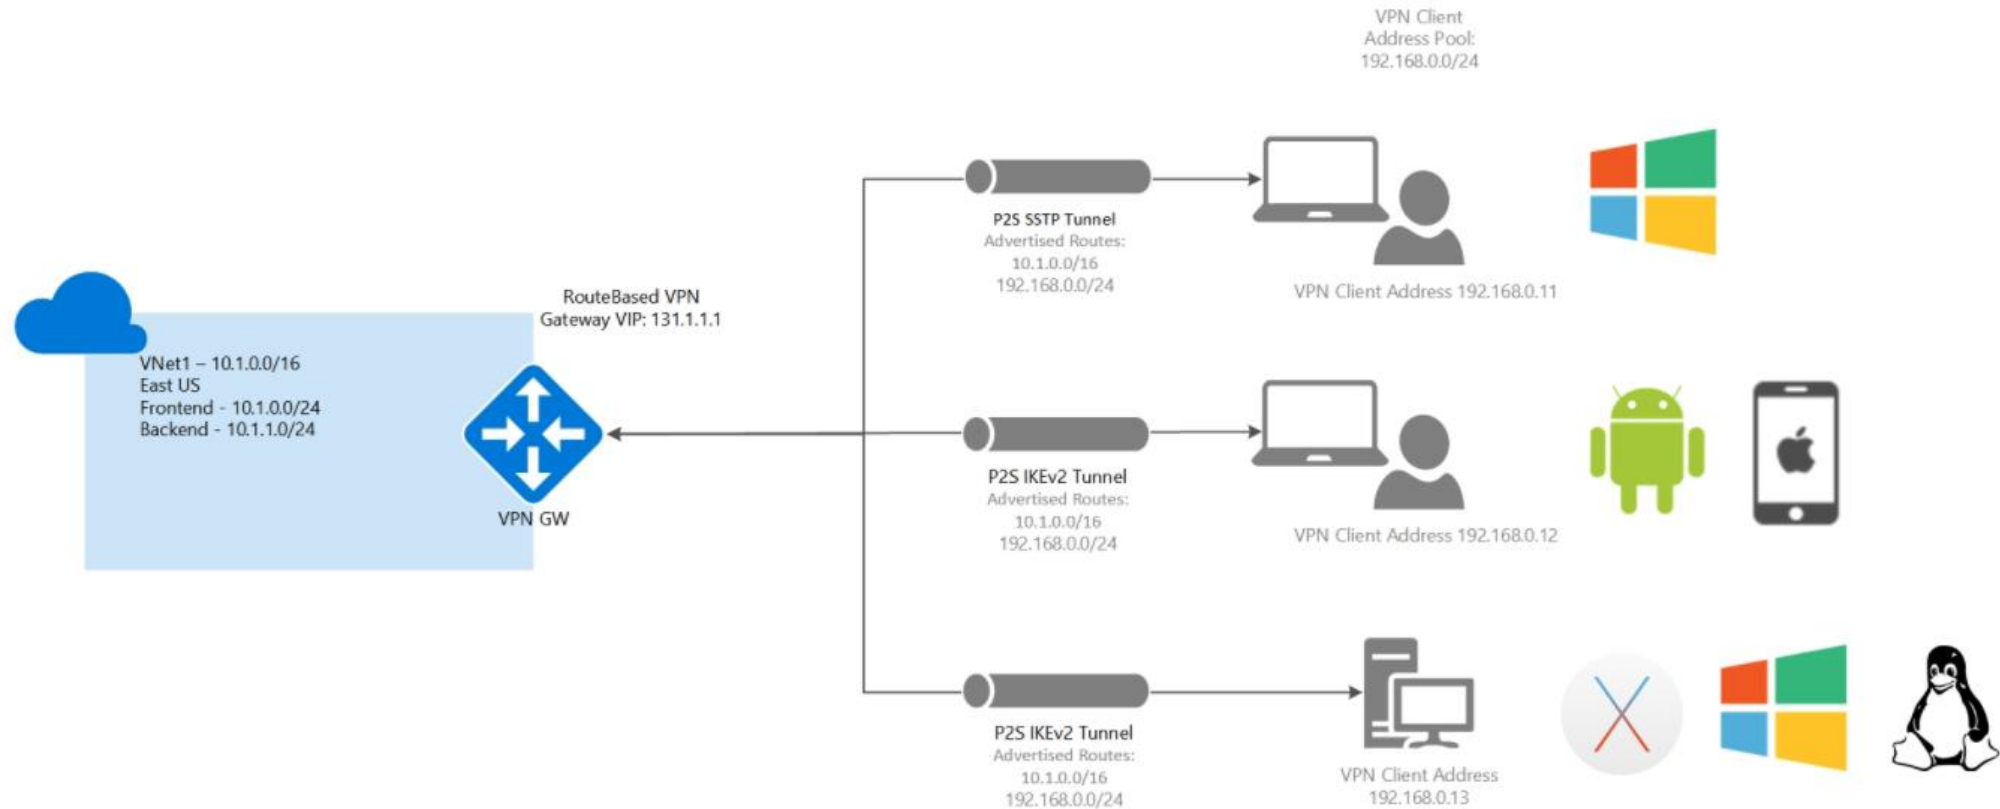 VPN Client
Address Pool:
192.168.0.0/24
P2S SSTP Tunnel
Advertised Routes:
10.1.0.0/16
192.168.0.0/24
VPN Client Address 192.168.0.11
RouteBased VPN
Gateway VIP: 131.1.1.1
VNet1 – 10.1.0.0/16
East US
Frontend - 10.1.0.0/24
Backend - 10.1.1.0/24
VPN GW
P2S IKEv2 Tunnel
Advertised Routes:
10.1.0.0/16
192.168.0.0/24
VPN Client Address 192.168.0.12
P2S IKEv2 Tunnel
Advertised Routes:
10.1.0.0/16
192.168.0.0/24
VPN Client Address
192.168.0.13